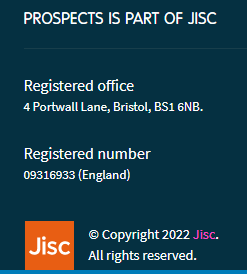 PROSPECTS IS PART OF JISC
Registered office
4 Portwall Lane, Bristol, BS1 6NB.
Registered number
09316933 (England)
Jisc
© Copyright 2022 Jisc.
All rights reserved.